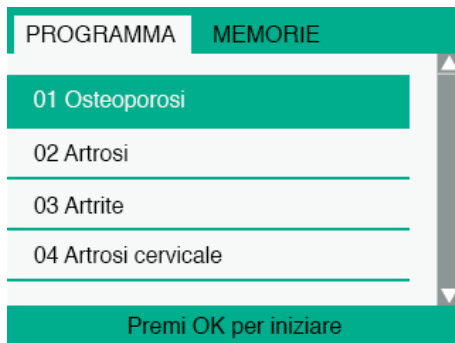 PROGRAMMA MEMORIE
01 Osteoporosi
02 Artrosi
03 Artrite
04 Artrosi cervicale
Premi OK per iniziare